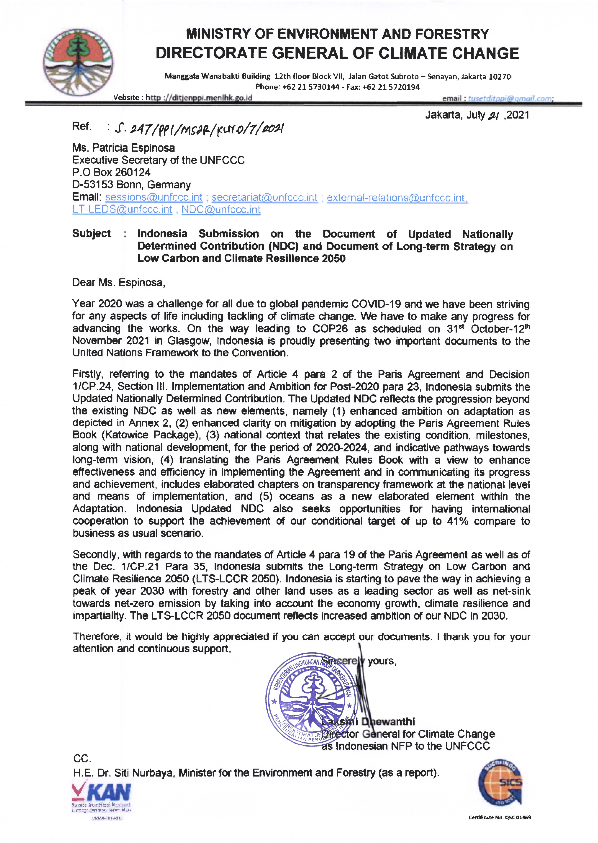 MINISTRY OF ENVIRONMENT AND FORESTRY
DIRECTORATE GENERAL OF CLIMATE CHANGE
Manggala Wanabakti Building 12th floor Block VII, Jalan Gatot Subroto – Senayan, Jakarta 10270
Phone: +62 21 5730144 - Fax: +62 21 5720194
Website : http://ditjenppi.menlhk.go.id email : tusetditppi@gmail.com;
Jakarta, July 21, 2021
Ref. : S. 247/PPI/
/7/2021
Ms. Patricia Espinosa
Executive Secretary of the UNFCCC
P.O Box 260124
D-53153 Bonn, Germany
Email: sessions@unfccc.int ; secretariat@unfccc.int ; external-relations@unfccc.int;
LT-LEDS@unfccc.int ; NDC@unfccc.int
Subject : Indonesia Submission on the Document of Updated Nationally
Determined Contribution (NDC) and Document of Long-term Strategy on
Low Carbon and Climate Resilience 2050
Dear Ms. Espinosa,
Year 2020 was a challenge for all due to global pandemic COVID-19 and we have been striving
for any aspects of life including tackling of climate change. We have to make any progress for
advancing the works. On the way leading to COP26 as scheduled on 31st October-12th
November 2021 in Glasgow, Indonesia is proudly presenting two important documents to the
United Nations Framework to the Convention.
Firstly, referring to the mandates of Article 4 para 2 of the Paris Agreement and Decision
1/CP.24, Section III. Implementation and Ambition for Post-2020 para 23, Indonesia submits the
Updated Nationally Determined Contribution. The Updated NDC reflects the progression beyond
the existing NDC as well as new elements, namely (1) enhanced ambition on adaptation as
depicted in Annex 2, (2) enhanced clarity on mitigation by adopting the Paris Agreement Rules
Book (Katowice Package), (3) national context that relates the existing condition, milestones,
along with national development, for the period of 2020-2024, and indicative pathways towards
long-term vision, (4) translating the Paris Agreement Rules Book with a view to enhance
effectiveness and efficiency in Implementing the Agreement and in communicating its progress
and achievement, includes elaborated chapters on transparency framework at the national level
and means of implementation, and (5) oceans as a new elaborated element within the
Adaptation. Indonesia Updated NDC also seeks opportunities for having international
cooperation to support the achievement of our conditional target of up to 41% compare to
business as usual scenario.
Secondly, with regards to the mandates of Article 4 para 19 of the Paris Agreement as well as of
the Dec. 1/CP.21 Para 35, Indonesia submits the Long-term Strategy on Low Carbon and
Climate Resilience 2050 (LTS-LCCR 2050). Indonesia is starting to pave the way in achieving a
peak of year 2030 with forestry and other land uses as a leading sector as well as net-sink
towards net-zero emission by taking into account the economy growth, climate resilience and
impartiality. The LTS-LCCR 2050 document reflects increased ambition of our NDC in 2030.
Therefore, it would be highly appreciated if you can accept our documents. I thank you for your
attention and continuous support.
Sincerely yours,
Laksmi Dhewanthi
Director General for Climate Change
as Indonesian NFP to the UNFCCC
CC.
H.E. Dr. Siti Nurbaya, Minister for the Environment and Forestry (as a report).
KAN
SICS
Certificate No.